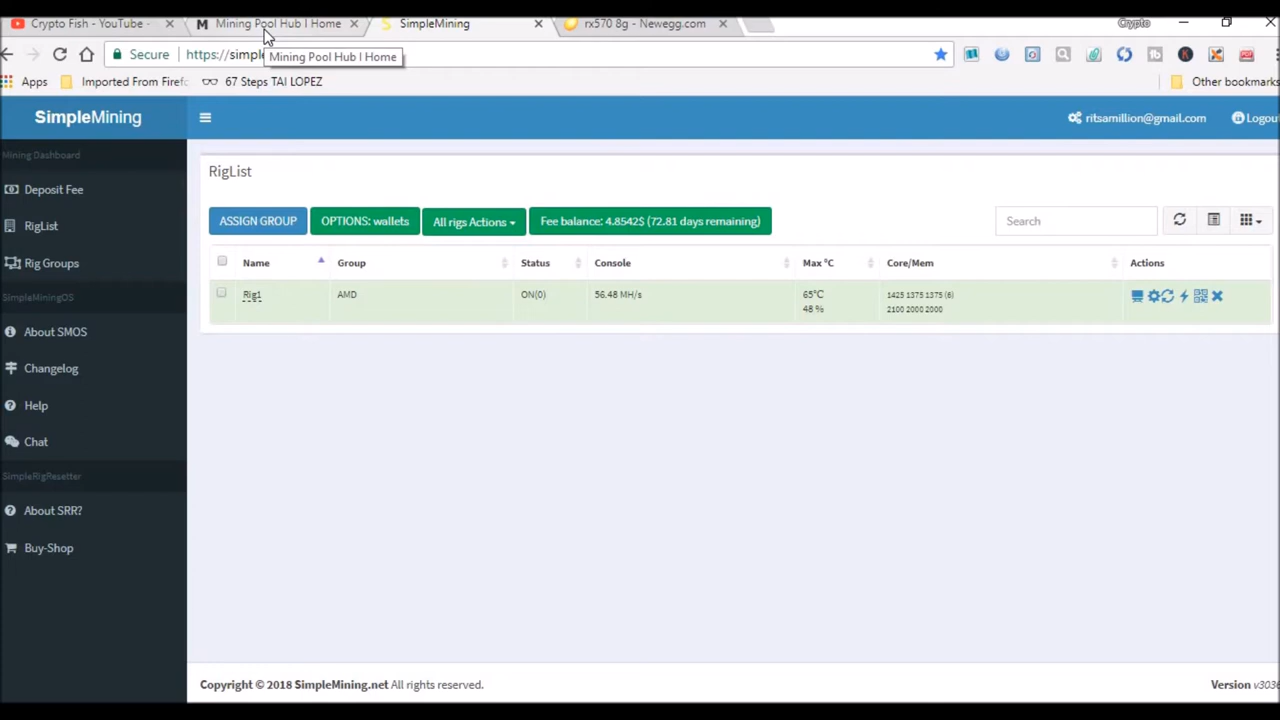 Crypto Fish - YouTube -
Mining Pool Hub | Home
SimpleMining
rx570 8g - Newegg.com
Crypto
Secure
https://simple
Mining Pool Hub | Home
Apps
Imported From Firefo
67 Steps TAI LOPEZ
Other bookmarks
SimpleMining
ritsamillion@gmail.com
Logout
Mining Dashboard
Deposit Fee
RigList
Rig Groups
SimpleMiningOS
About SMOS
Changelog
Help
Chat
SimpleRigResetter
About SRR?
Buy-Shop
RigList
ASSIGN GROUP
OPTIONS: wallets
All rigs Actions
Fee balance: 4.8542$ (72.81 days remaining)
Search
Name
Group
Status
Console
Max °C
Core/Mem
Actions
Rig1
AMD
ON(0)
56.48 MH/s
65°C
48 %
1425 1375 1375 (6)
2100 2000 2000
Copyright © 2018 SimpleMining.net All rights reserved.
Version v3036